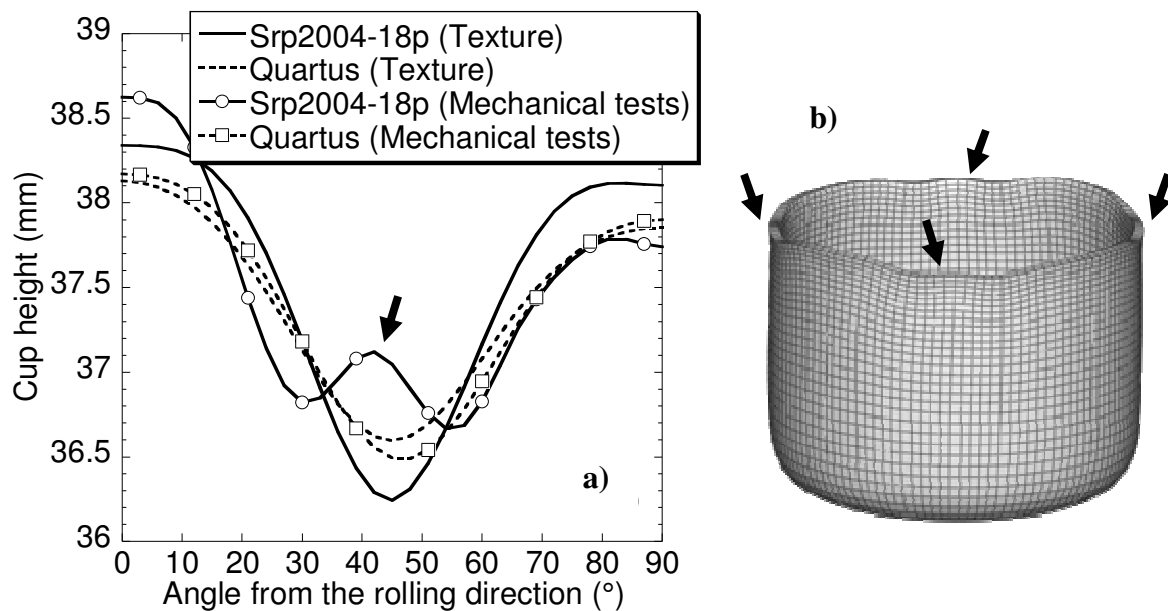 39
38.5
38
37.5
37
36.5
36
Cup height (mm)
Srp2004-18p (Texture)
Quartus (Texture)
Srp2004-18p (Mechanical tests)
Quartus (Mechanical tests)
a)
0 10 20 30 40 50 60 70 80 90
Angle from the rolling direction (°)
b)